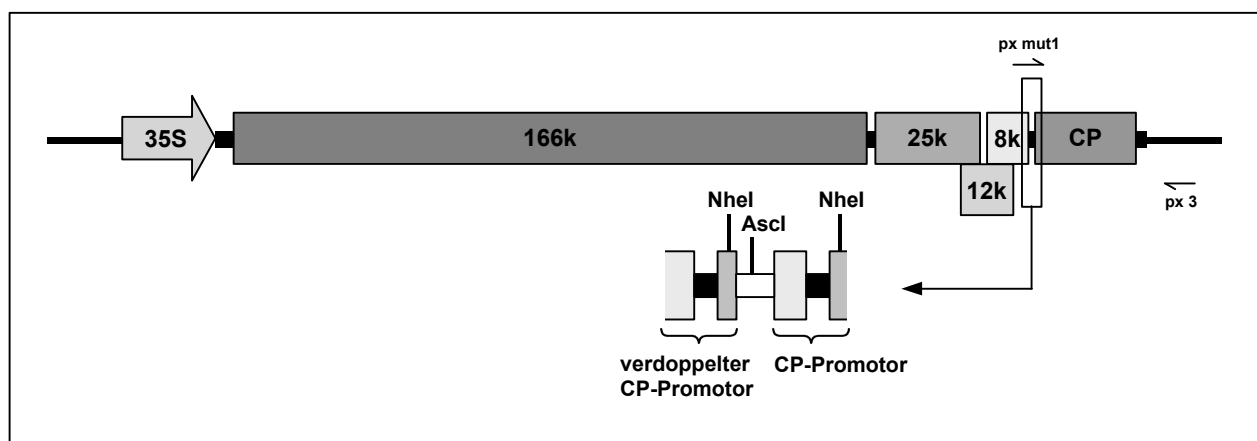 px mut1
35S
166k
25k
8k
CP
12k
px 3
NheI
NheI
AscI
verdoppelter
CP-Promotor
CP-Promotor